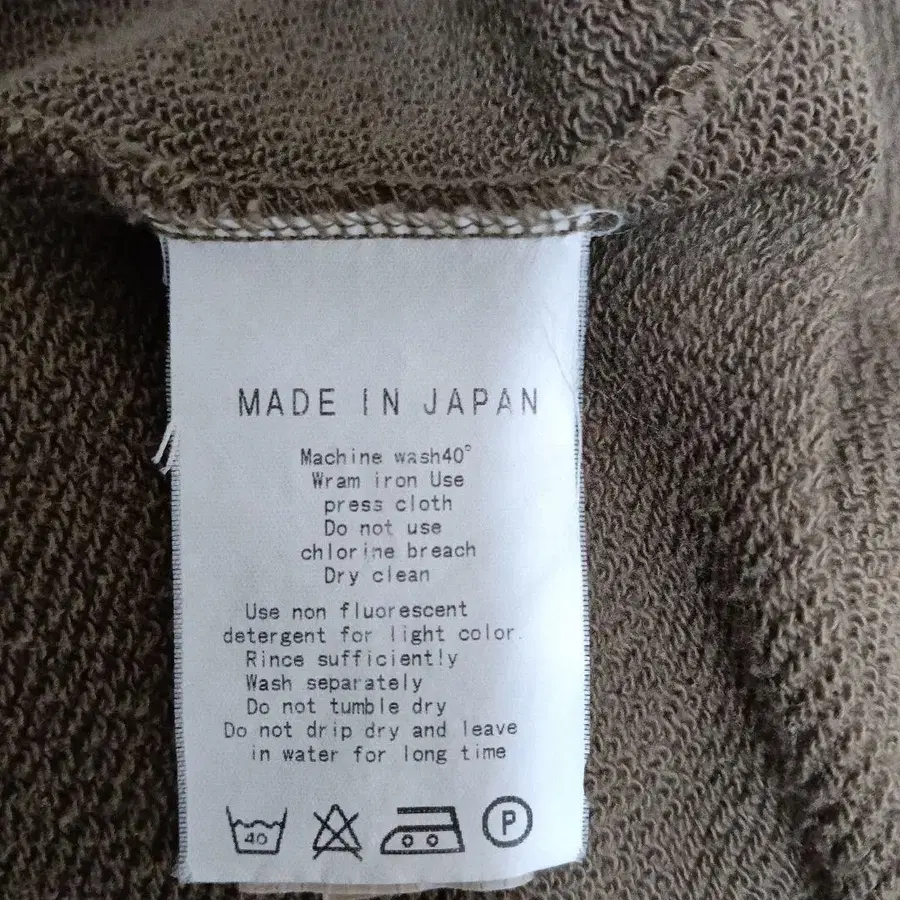 MADE IN JAPAN
Machine wash40°
Wram iron Use
press cloth
Do not use
chlorine breach
Dry clean
Use non fluorescent
detergent for light color.
Rince sufficiently
Wash separately
Do not tumble dry
Do not drip dry and leave
in water for long time
40 P